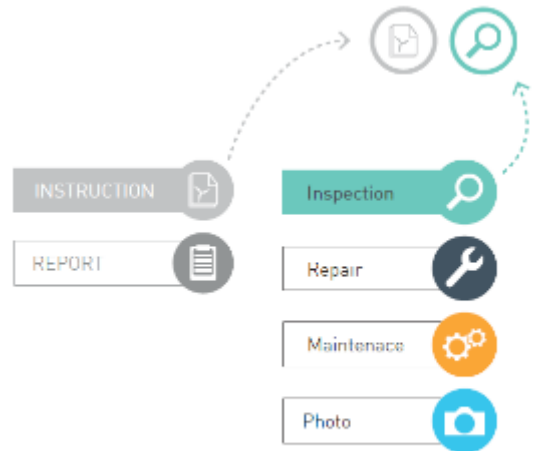 INSTRUCTION
REPORT
Inspection
Repair
Maintenace
Photo